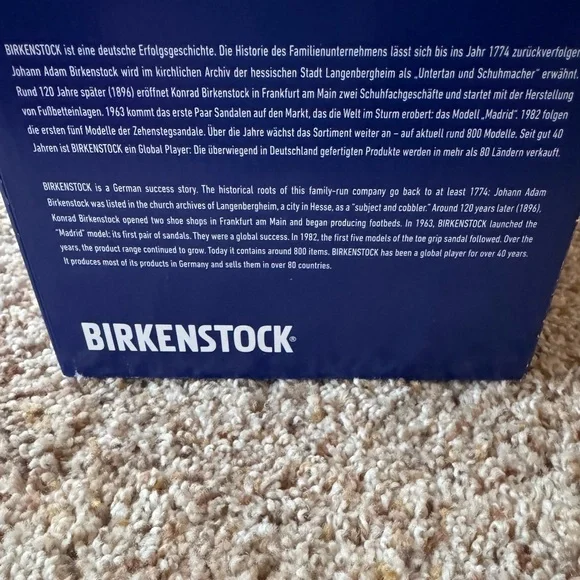 BIRKENSTOCK ist eine deutsche Erfolgsgeschichte. Die Historie des Familienunternehmens lässt sich bis ins Jahr 1774 zurückverfolgen
Johann Adam Birkenstock wird im kirchlichen Archiv der hessischen Stadt Langenbergheim als „Untertan und Schuhmacher" erwähnt.
Rund 120 Jahre später (1896) eröffnet Konrad Birkenstock in Frankfurt am Main zwei Schuhfachgeschäfte und startet mit der Herstellung
von Fußbetteinlagen. 1963 kommt das erste Paar Sandalen auf den Markt, das die Welt im Sturm erobert: das Modell „Madrid". 1982 folgen
die ersten fünf Modelle der Zehenstegsandale. Über die Jahre wächst das Sortiment weiter an – auf aktuell rund 800 Modelle. Seit gut 40
Jahren ist BIRKENSTOCK ein Global Player: Die überwiegend in Deutschland gefertigten Produkte werden in mehr als 80 Ländern verkauft.
BIRKENSTOCK is a German success story. The historical roots of this family-run company go back to at least 1774: Johann Adam
Birkenstock was listed in the church archives of Langenbergheim, a city in Hesse, as a "subject and cobbler." Around 120 years later (1896),
Konrad Birkenstock opened two shoe shops in Frankfurt am Main and began producing footbeds. In 1963, BIRKENSTOCK launched the
"Madrid" model: its first pair of sandals. They were a global success. In 1982, the first five models of the toe grip sandal followed. Over the
years, the product range continued to grow. Today it contains around 800 items. BIRKENSTOCK has been a global player for over 40 years.
It produces most of its products in Germany and sells them in over 80 countries.
BIRKENSTOCK®